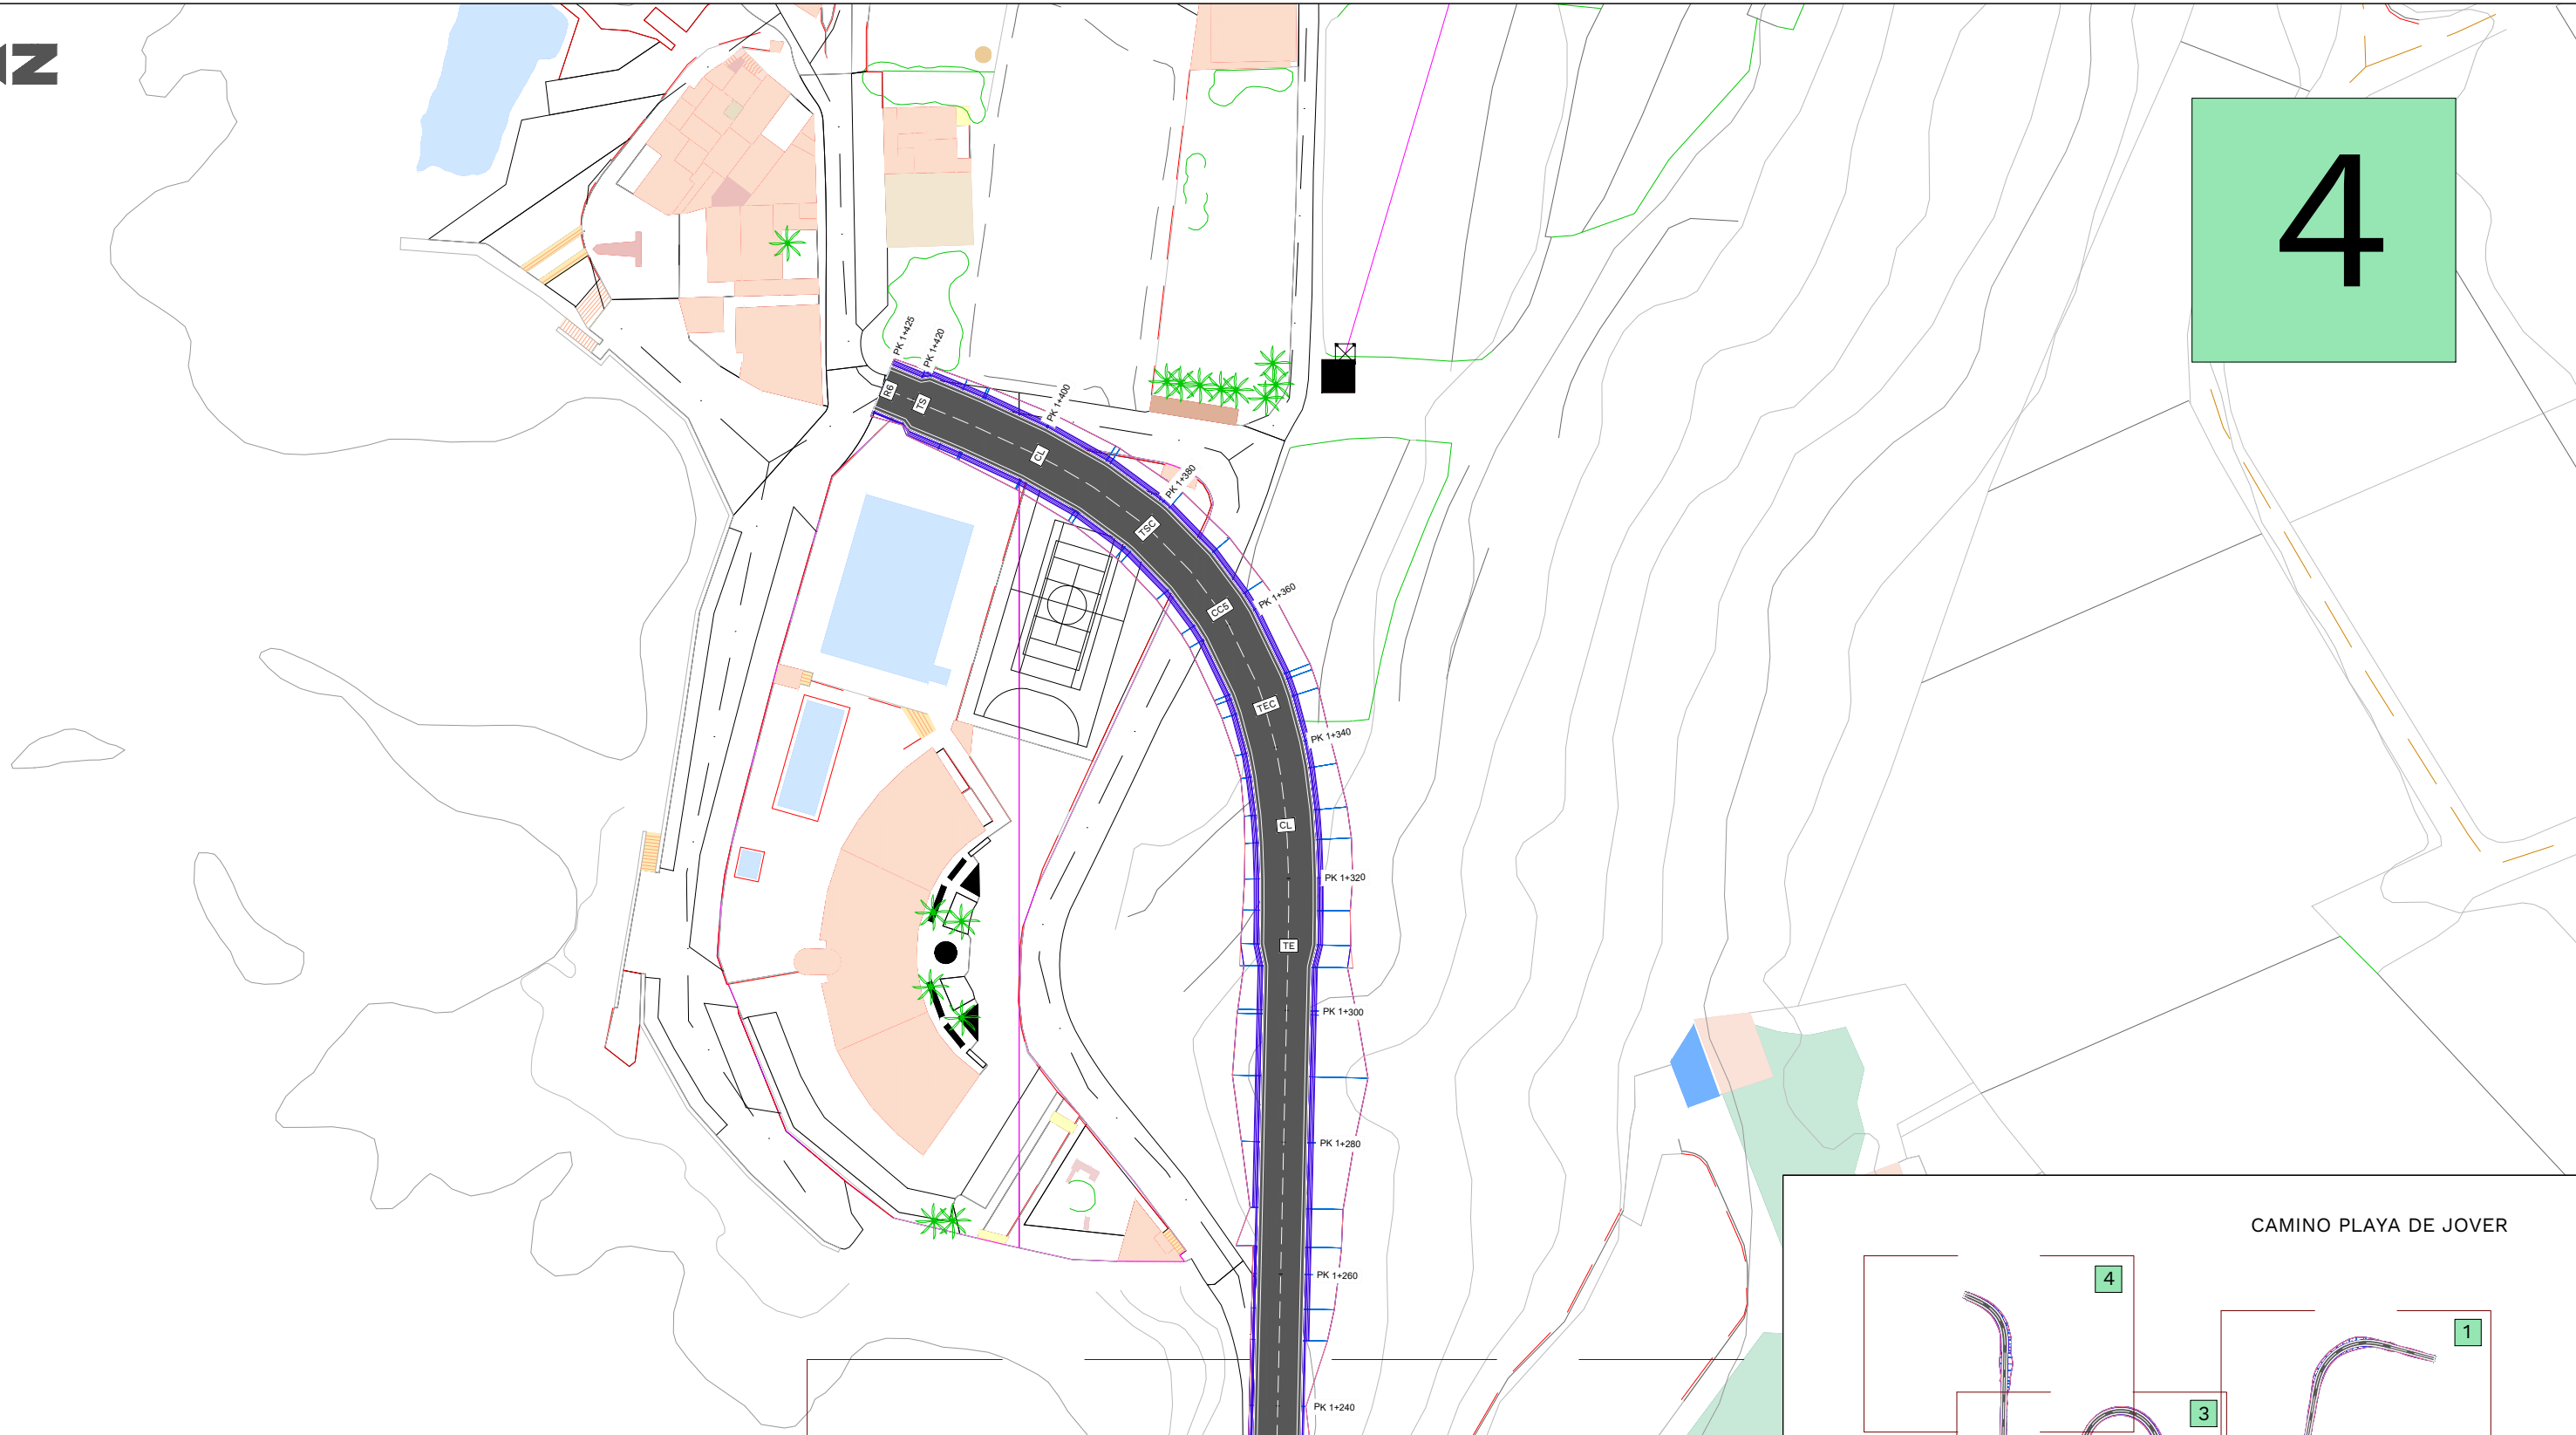 4
PK 1+425
PK 1+420
R6
TS
PK 1+400
CL
PK 1+380
TSC
PK 1+360
CC5
TEC
PK 1+340
CL
PK 1+320
TE
PK 1+300
PK 1+280
PK 1+260
PK 1+240
CAMINO PLAYA DE JOVER
4
1
3